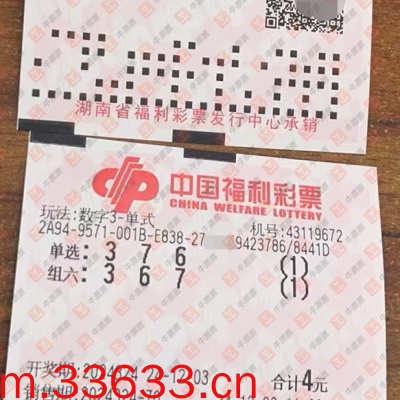 湖南省福利彩票发行中心承销
中国福利彩票
CHINA WELFARE LOTTERY
玩法:数字3-单式
机号:43119672
2A94-9571-001B-E838-27
9423786/8441D
单选: 3 7 6 (1)
组六: 3 6 7 (1)
合计4元
m.33633.cn